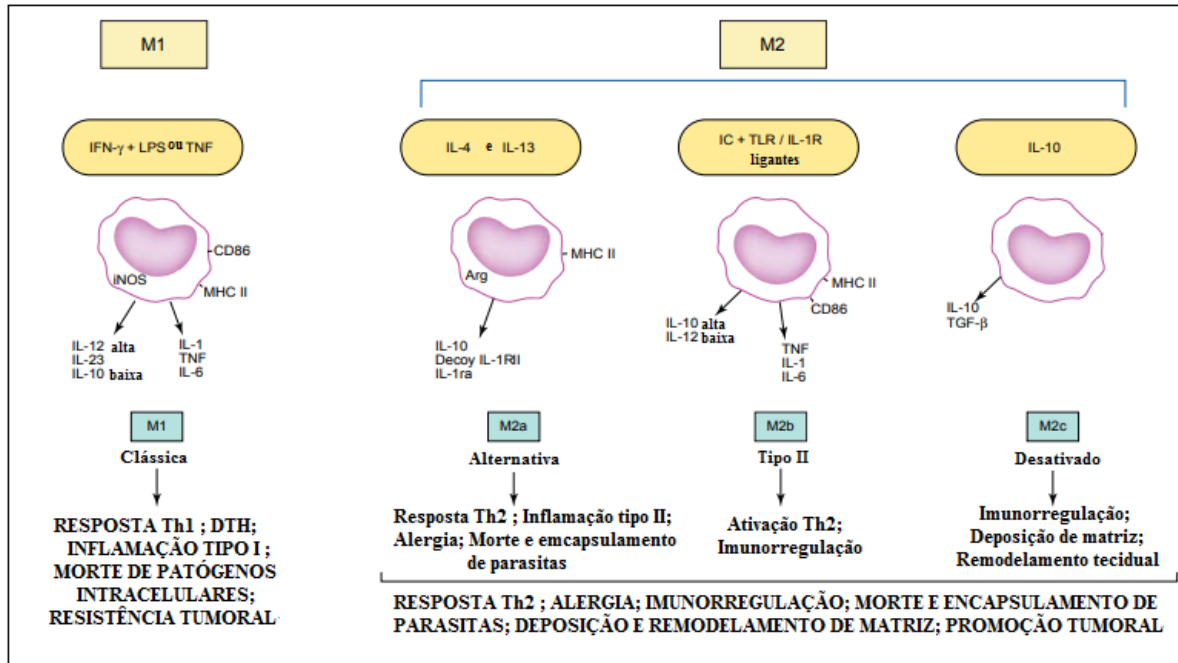 M1
M2
IFN-γ + LPS ou TNF
IL-4 e IL-13
IC + TLR / IL-1R
ligantes
IL-10
CD86
iNOS
MHC II
IL-12 alta
IL-23
IL-10 baixa
IL-1
TNF
IL-6
MHC II
Arg
IL-10
Decoy IL-1RII
IL-1ra
MHC II
CD86
IL-10 alta
IL-12 baixa
TNF
IL-1
IL-6
IL-10
TGF-β
M1
Clássica
M2a
Alternativa
M2b
Tipo II
M2c
Desativado
RESPOSTA Th1 ; DTH;
INFLAMAÇÃO TIPO I ;
MORTE DE PATÓGENOS
INTRACELULARES;
RESISTÊNCIA TUMORAL
Resposta Th2 ; Inflamação tipo II;
Alergia; Morte e emcapsulamento
de parasitas
Ativação Th2;
Imunorregulação
Imunorregulação;
Deposição de matriz;
Remodelamento tecidual
RESPOSTA Th2 ; ALERGIA; IMUNORREGULAÇÃO; MORTE E ENCAPSULAMENTO DE
PARASITAS; DEPOSIÇÃO E REMODELAMENTO DE MATRIZ; PROMOÇÃO TUMORAL